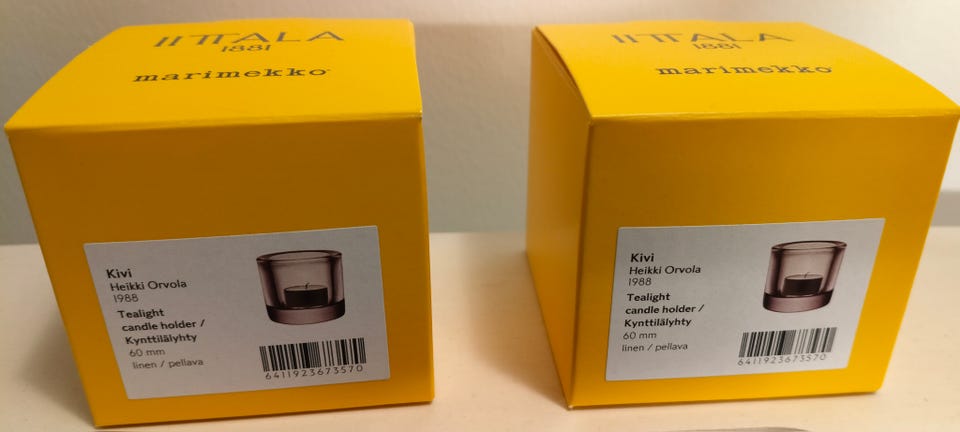 IITTALA
1881
marimekko
Kivi
Heikki Orvola
1988
Tealight
candle holder /
Kynttilälyhty
60 mm
linen / pellava
6411923673570
IITTALA
1881
marimekko
Kivi
Heikki Orvola
1988
Tealight
candle holder /
Kynttilälyhty
60 mm
linen / pellava
6411923673570